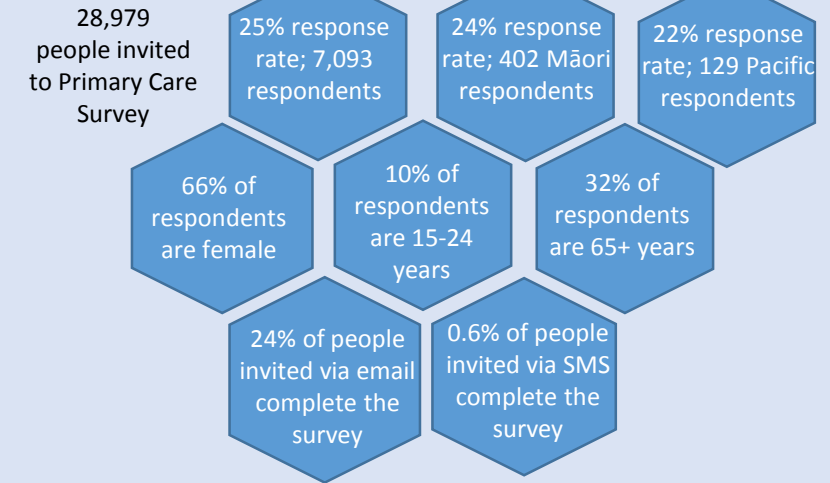 28,979
people invited
to Primary Care
Survey
25% response
rate; 7,093
respondents
24% response
rate; 402 Māori
respondents
22% response
rate; 129 Pacific
respondents
66% of
respondents
are female
10% of
respondents
are 15-24
years
32% of
respondents
are 65+ years
24% of people
invited via email
complete the
survey
0.6% of people
invited via SMS
complete the
survey